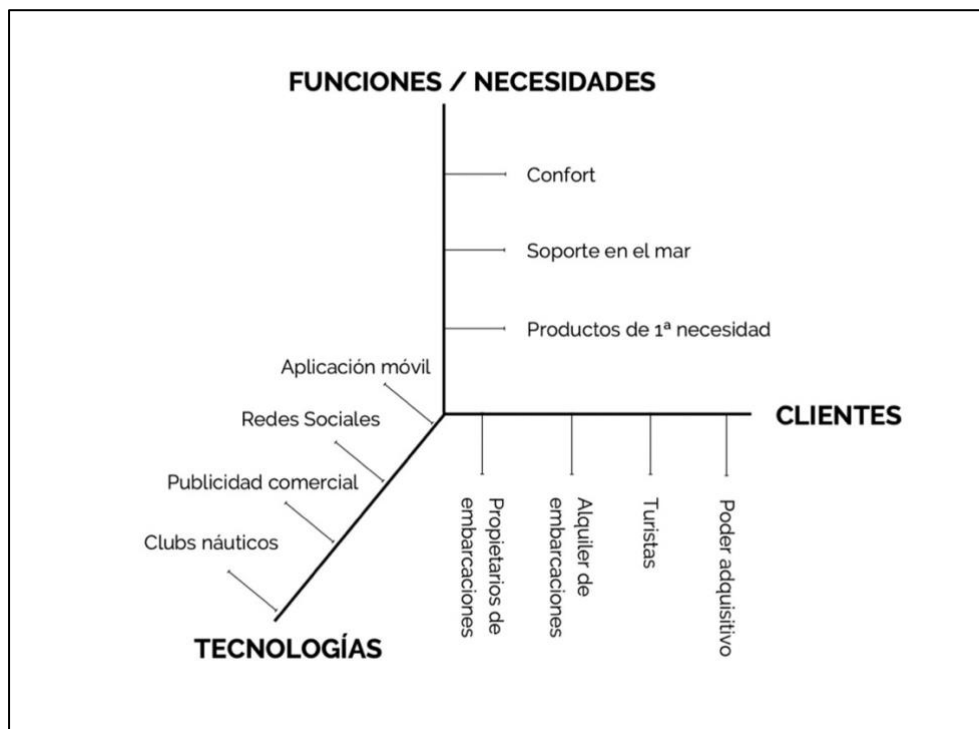 FUNCIONES / NECESIDADES
Confort
Soporte en el mar
Productos de 1ª necesidad
Aplicación móvil
Redes Sociales
Publicidad comercial
Clubs náuticos
TECNOLOGÍAS
CLIENTES
Propietarios de
embarcaciones
Alquiler de
embarcaciones
Turistas
Poder adquisitivo